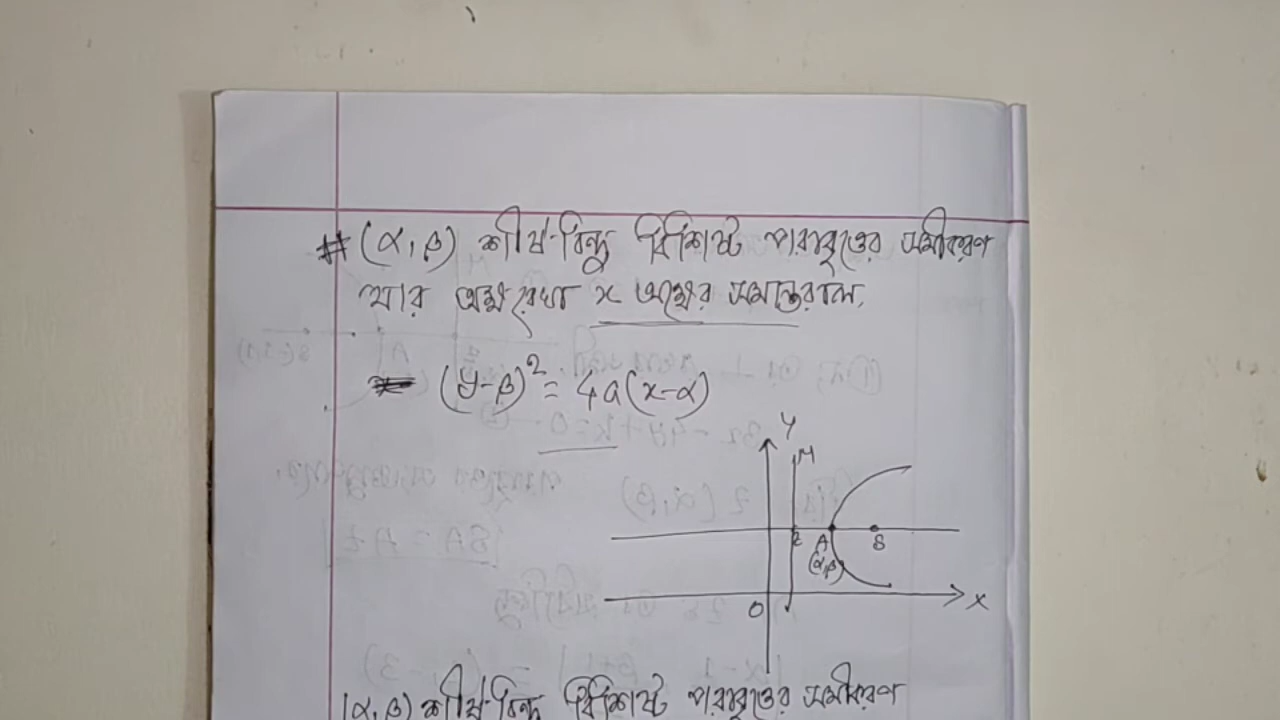 # (α,β) শীর্ষবিন্দু বিশিষ্ট পরাবৃত্তের সমীকরণ
যার অক্ষরেখা x অক্ষের সমান্তরাল,
(y-β)² = 4a(x-α)
Y
M
Z A S
(α,β)
O X
(α,β) শীর্ষবিন্দু বিশিষ্ট পরাবৃত্তের সমীকরণ